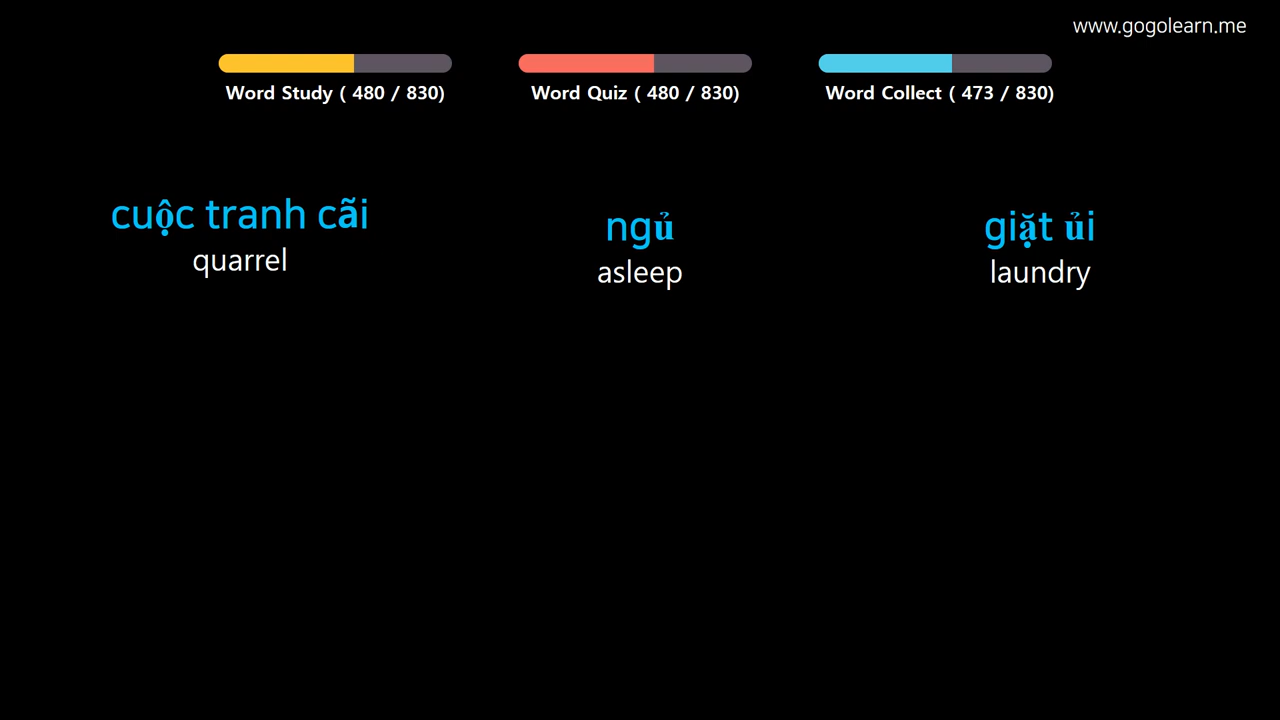 www.gogolearn.me
Word Study ( 480 / 830)
Word Quiz ( 480 / 830)
Word Collect ( 473 / 830)
cuộc tranh cãi
quarrel
ngủ
asleep
giặt ủi
laundry